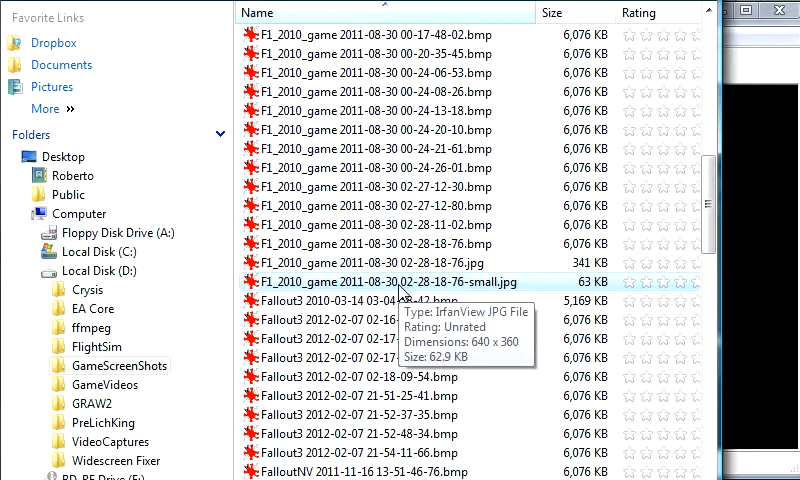 Favorite Links
Dropbox
Documents
Pictures
More »
Folders
Desktop
Roberto
Public
Computer
Floppy Disk Drive (A:)
Local Disk (C:)
Local Disk (D:)
Crysis
EA Core
ffmpeg
FlightSim
GameScreenShots
GameVideos
GRAW2
PreLichKing
VideoCaptures
Widescreen Fixer
Name Size Rating
F1_2010_game 2011-08-30 00-17-48-02.bmp 6,076 KB
F1_2010_game 2011-08-30 00-20-35-45.bmp 6,076 KB
F1_2010_game 2011-08-30 00-24-06-53.bmp 6,076 KB
F1_2010_game 2011-08-30 00-24-08-26.bmp 6,076 KB
F1_2010_game 2011-08-30 00-24-13-18.bmp 6,076 KB
F1_2010_game 2011-08-30 00-24-20-10.bmp 6,076 KB
F1_2010_game 2011-08-30 00-24-21-61.bmp 6,076 KB
F1_2010_game 2011-08-30 00-24-26-01.bmp 6,076 KB
F1_2010_game 2011-08-30 02-27-12-30.bmp 6,076 KB
F1_2010_game 2011-08-30 02-27-18-90.bmp 6,076 KB
F1_2010_game 2011-08-30 02-28-11-02.bmp 6,076 KB
F1_2010_game 2011-08-30 02-28-18-76.bmp 6,076 KB
F1_2010_game 2011-08-30 02-28-18-76.jpg 341 KB
F1_2010_game 2011-08-30 02-28-18-76-small.jpg 63 KB
Fallout3 2010-03-14 5,169 KB
Fallout3 2012-02-07 6,076 KB
Fallout3 2012-02-07 6,076 KB
Fallout3 2012-02-07 6,076 KB
Fallout3 2012-02-07 02-18-09-54.bmp 6,076 KB
Fallout3 2012-02-07 21-51-25-41.bmp 6,076 KB
Fallout3 2012-02-07 21-52-37-35.bmp 6,076 KB
Fallout3 2012-02-07 21-52-48-34.bmp 6,076 KB
Fallout3 2012-02-07 21-54-11-66.bmp 6,076 KB
FalloutNV 2011-11-16 13-51-46-76.bmp 6,076 KB
Type: IrfanView JPG File
Rating: Unrated
Dimensions: 640 x 360
Size: 62.9 KB